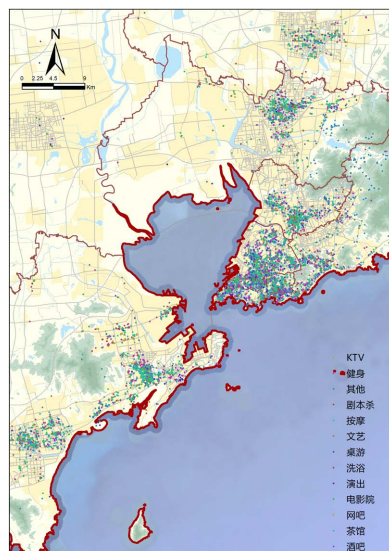 N
0 2.25 4.5 9
Km
KTV
健身
其他
剧本杀
按摩
文艺
桌游
洗浴
演出
电影院
网吧
茶馆
酒吧